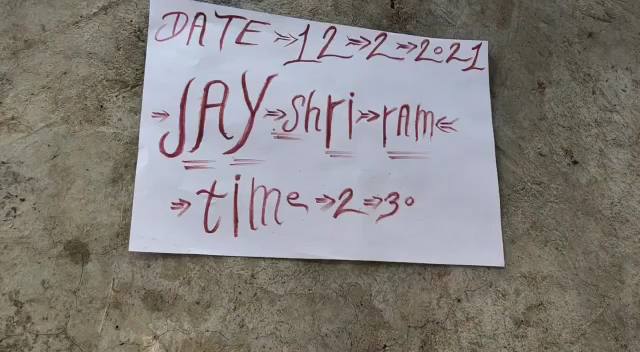 DATE ⇒ 12 ⇒ 2 ⇒ 2021
⇒ JAY ⇒ shri ⇒ ram ⇐
⇒ time ⇒ 2 ⇒ 30